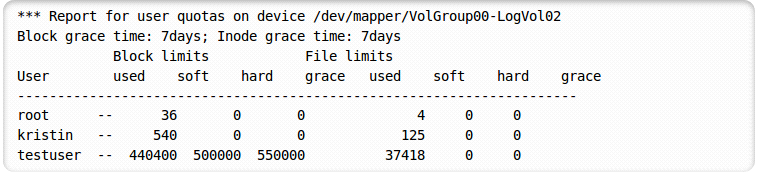 *** Report for user quotas on device /dev/mapper/VolGroup00-LogVol02
Block grace time: 7days; Inode grace time: 7days
            Block limits            File limits
User        used    soft    hard    grace   used    soft    hard    grace
----------------------------------------------------------------------
root      --      36       0       0              4     0    0
kristin   --     540       0       0            125     0    0
testuser  --  440400  500000  550000          37418     0    0